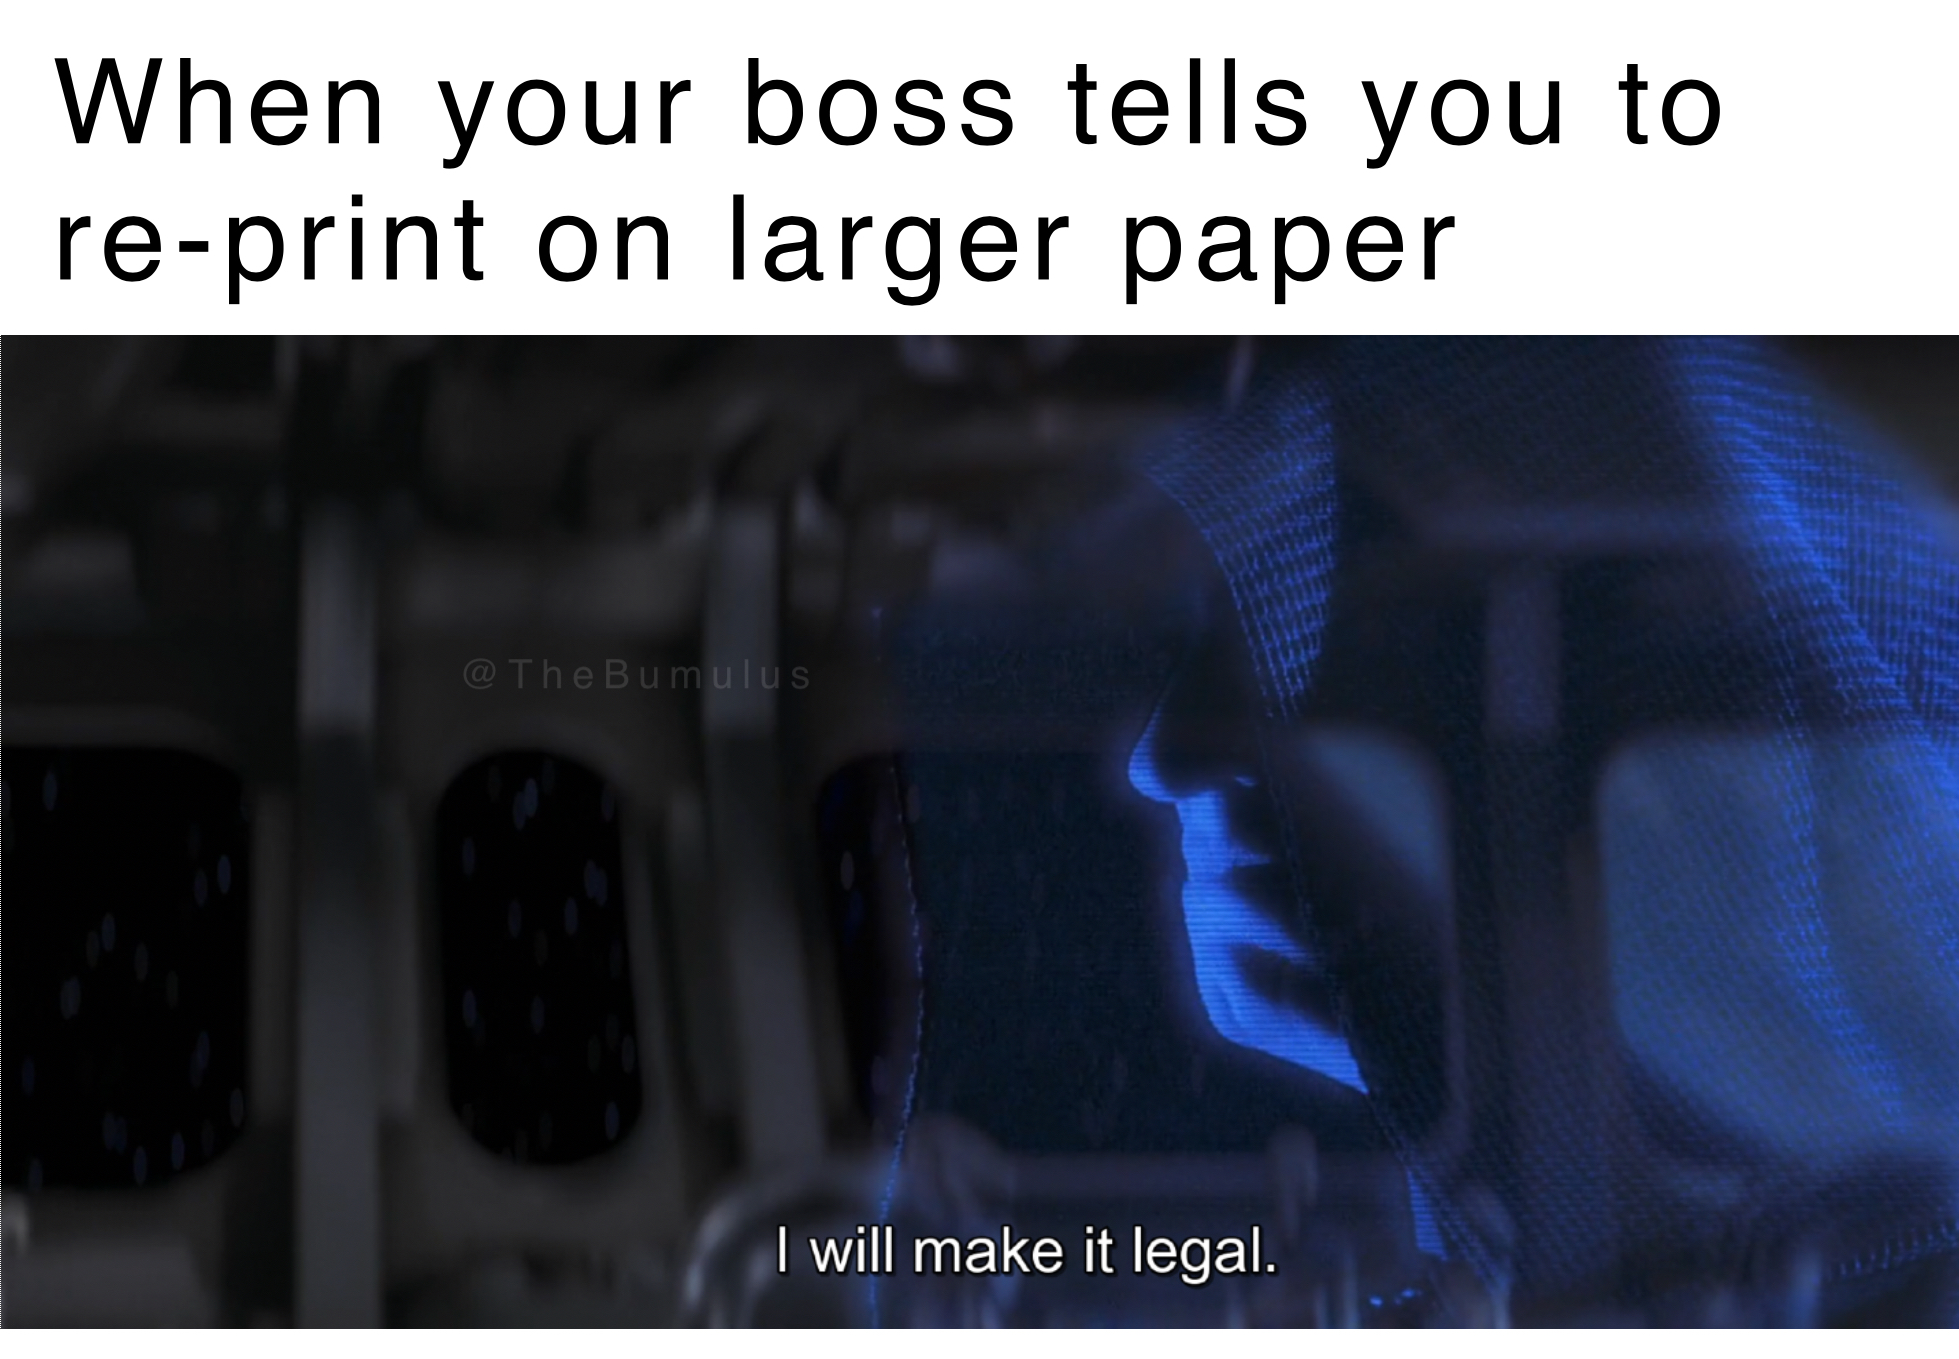 When your boss tells you to
re-print on larger paper
@TheBumulus
I will make it legal.